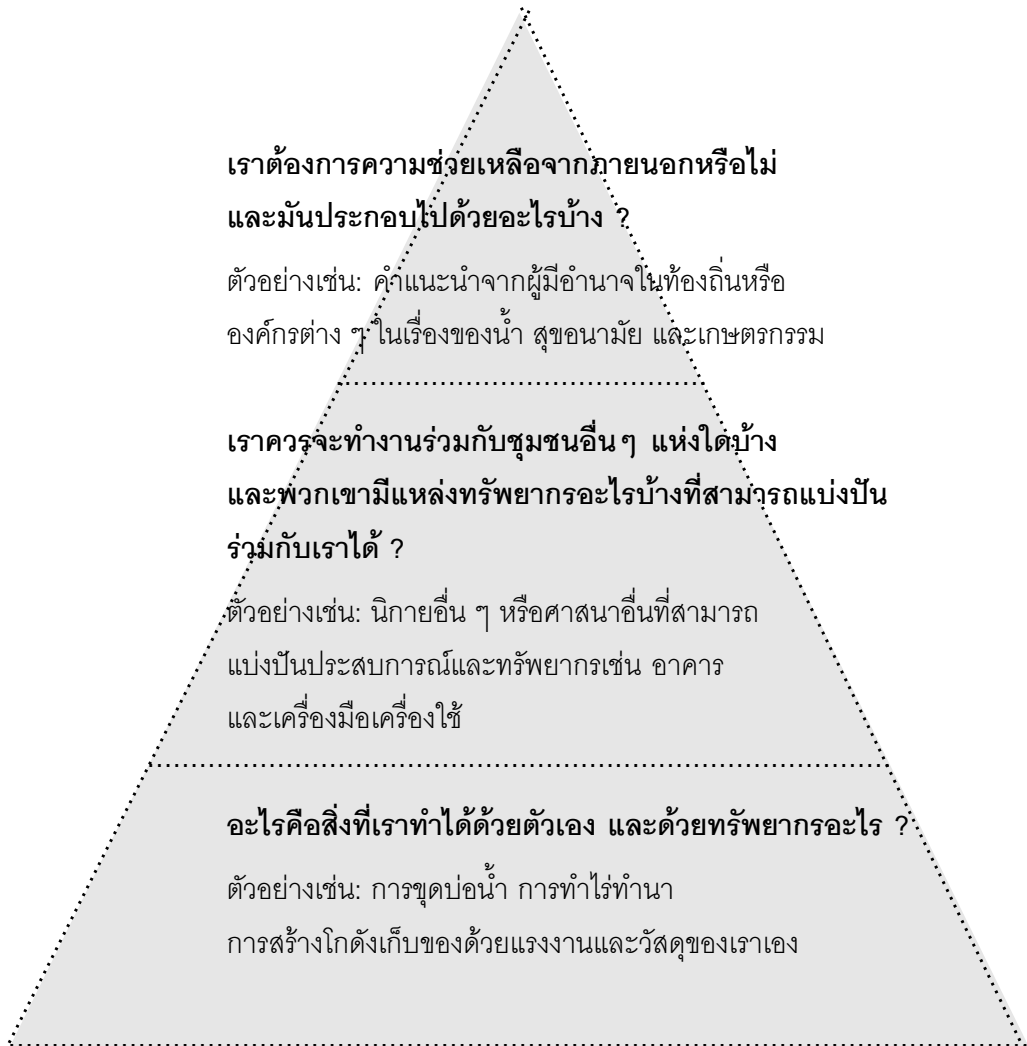 เราต้องการความช่วยเหลือจากภายนอกหรือไม่
และมันประกอบไปด้วยอะไรบ้าง ?
ตัวอย่างเช่น: คำแนะนำจากผู้มีอำนาจในท้องถิ่นหรือ
องค์กรต่าง ๆ ในเรื่องของน้ำ สุขอนามัย และเกษตรกรรม
เราควรจะทำงานร่วมกับชุมชนอื่น ๆ แห่งใดบ้าง
และพวกเขามีแหล่งทรัพยากรอะไรบ้างที่สามารถแบ่งปัน
ร่วมกับเราได้ ?
ตัวอย่างเช่น: นิกายอื่น ๆ หรือศาสนาอื่นที่สามารถ
แบ่งปันประสบการณ์และทรัพยากรเช่น อาคาร
และเครื่องมือเครื่องใช้
อะไรคือสิ่งที่เราทำได้ด้วยตัวเอง และด้วยทรัพยากรอะไร ?
ตัวอย่างเช่น: การขุดบ่อน้ำ การทำไร่ทำนา
การสร้างโกดังเก็บของด้วยแรงงานและวัสดุของเราเอง